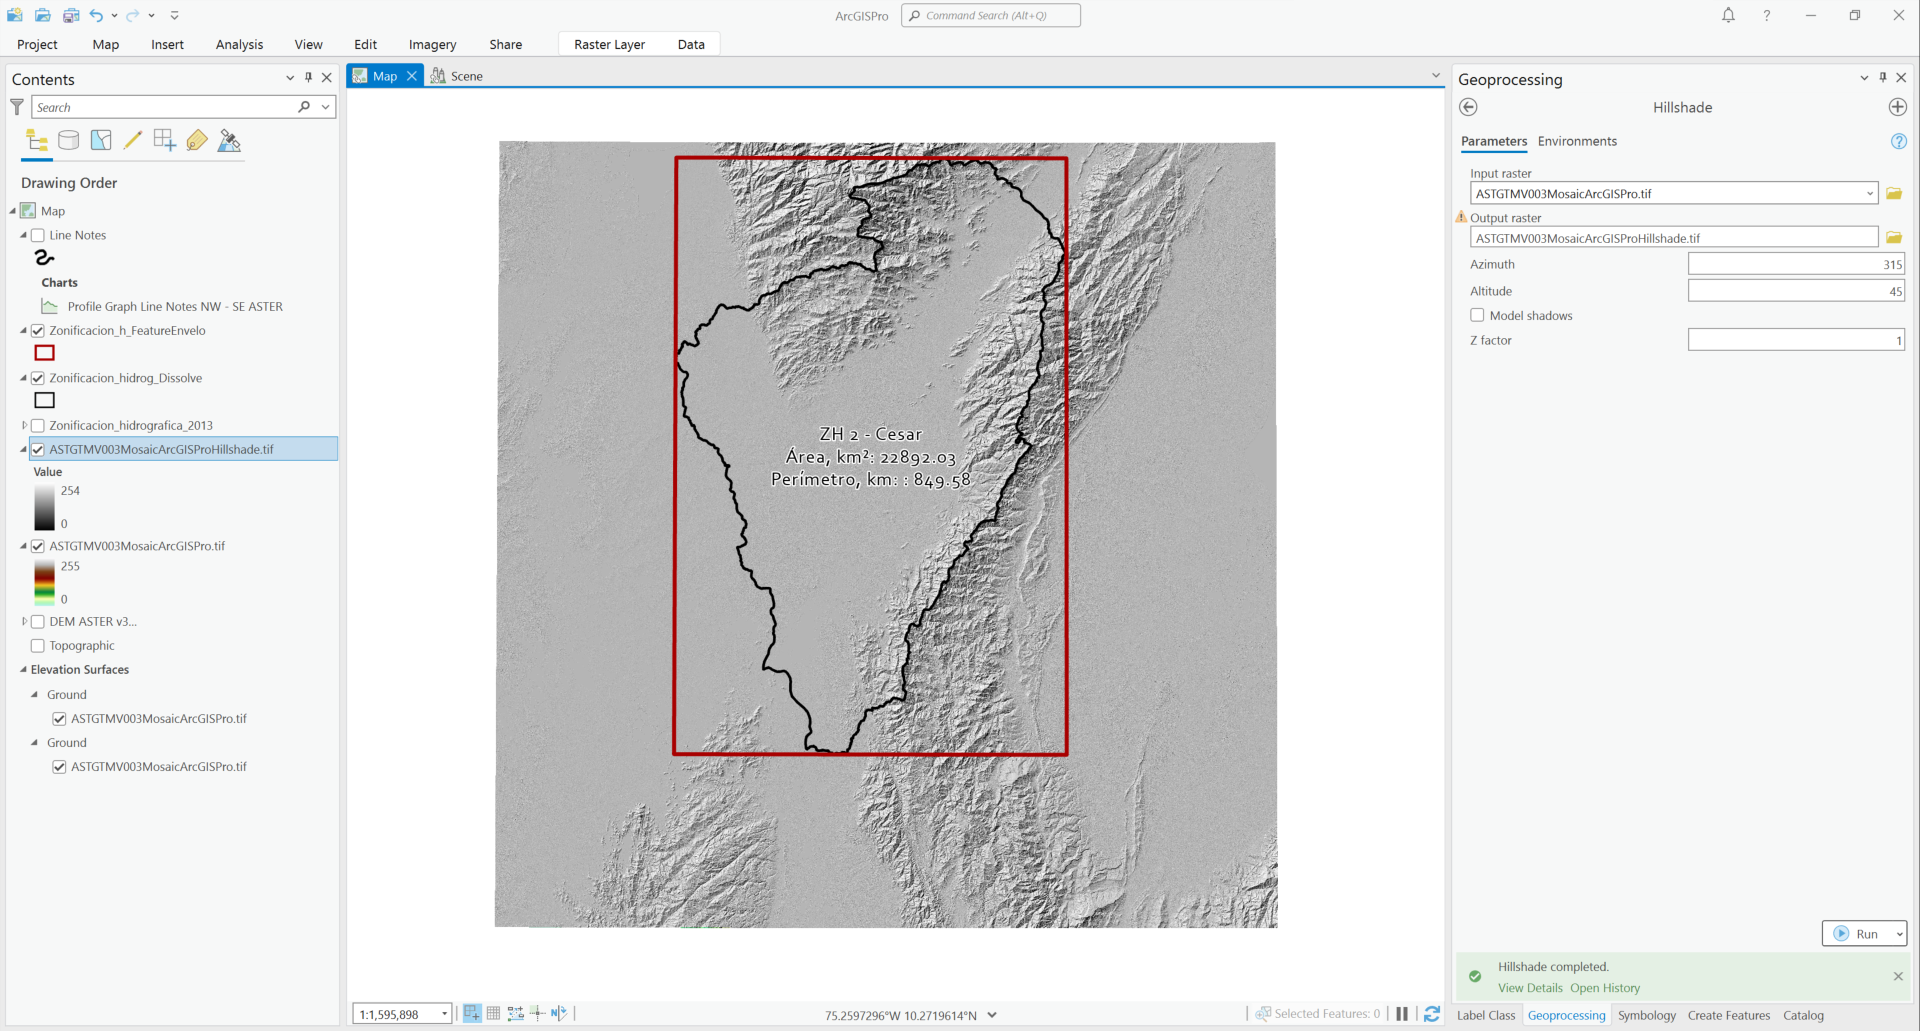 ArcGISPro
Command Search (Alt+Q)
?
Project Map Insert Analysis View Edit Imagery Share Raster Layer Data
Contents
Search
Drawing Order
Map
Line Notes
Charts
Profile Graph Line Notes NW - SE ASTER
Zonificacion_h_FeatureEnvelo
Zonificacion_hidrog_Dissolve
Zonificacion_hidrografica_2013
ASTGTMV003MosaicArcGISProHillshade.tif
Value
254
0
ASTGTMV003MosaicArcGISPro.tif
255
0
DEM ASTER v3...
Topographic
Elevation Surfaces
Ground
ASTGTMV003MosaicArcGISPro.tif
Ground
ASTGTMV003MosaicArcGISPro.tif
Map Scene
ZH 2 - Cesar
Área, km²: 22892.03
Perímetro, km: : 849.58
1:1,595,898
N
75.2597296°W 10.2719614°N
Selected Features: 0
Geoprocessing
Hillshade
Parameters Environments
?
Input raster
ASTGTMV003MosaicArcGISPro.tif
Output raster
ASTGTMV003MosaicArcGISProHillshade.tif
Azimuth 315
Altitude 45
Model shadows
Z factor 1
Run
Hillshade completed.
View Details Open History
Label Class Geoprocessing Symbology Create Features Catalog